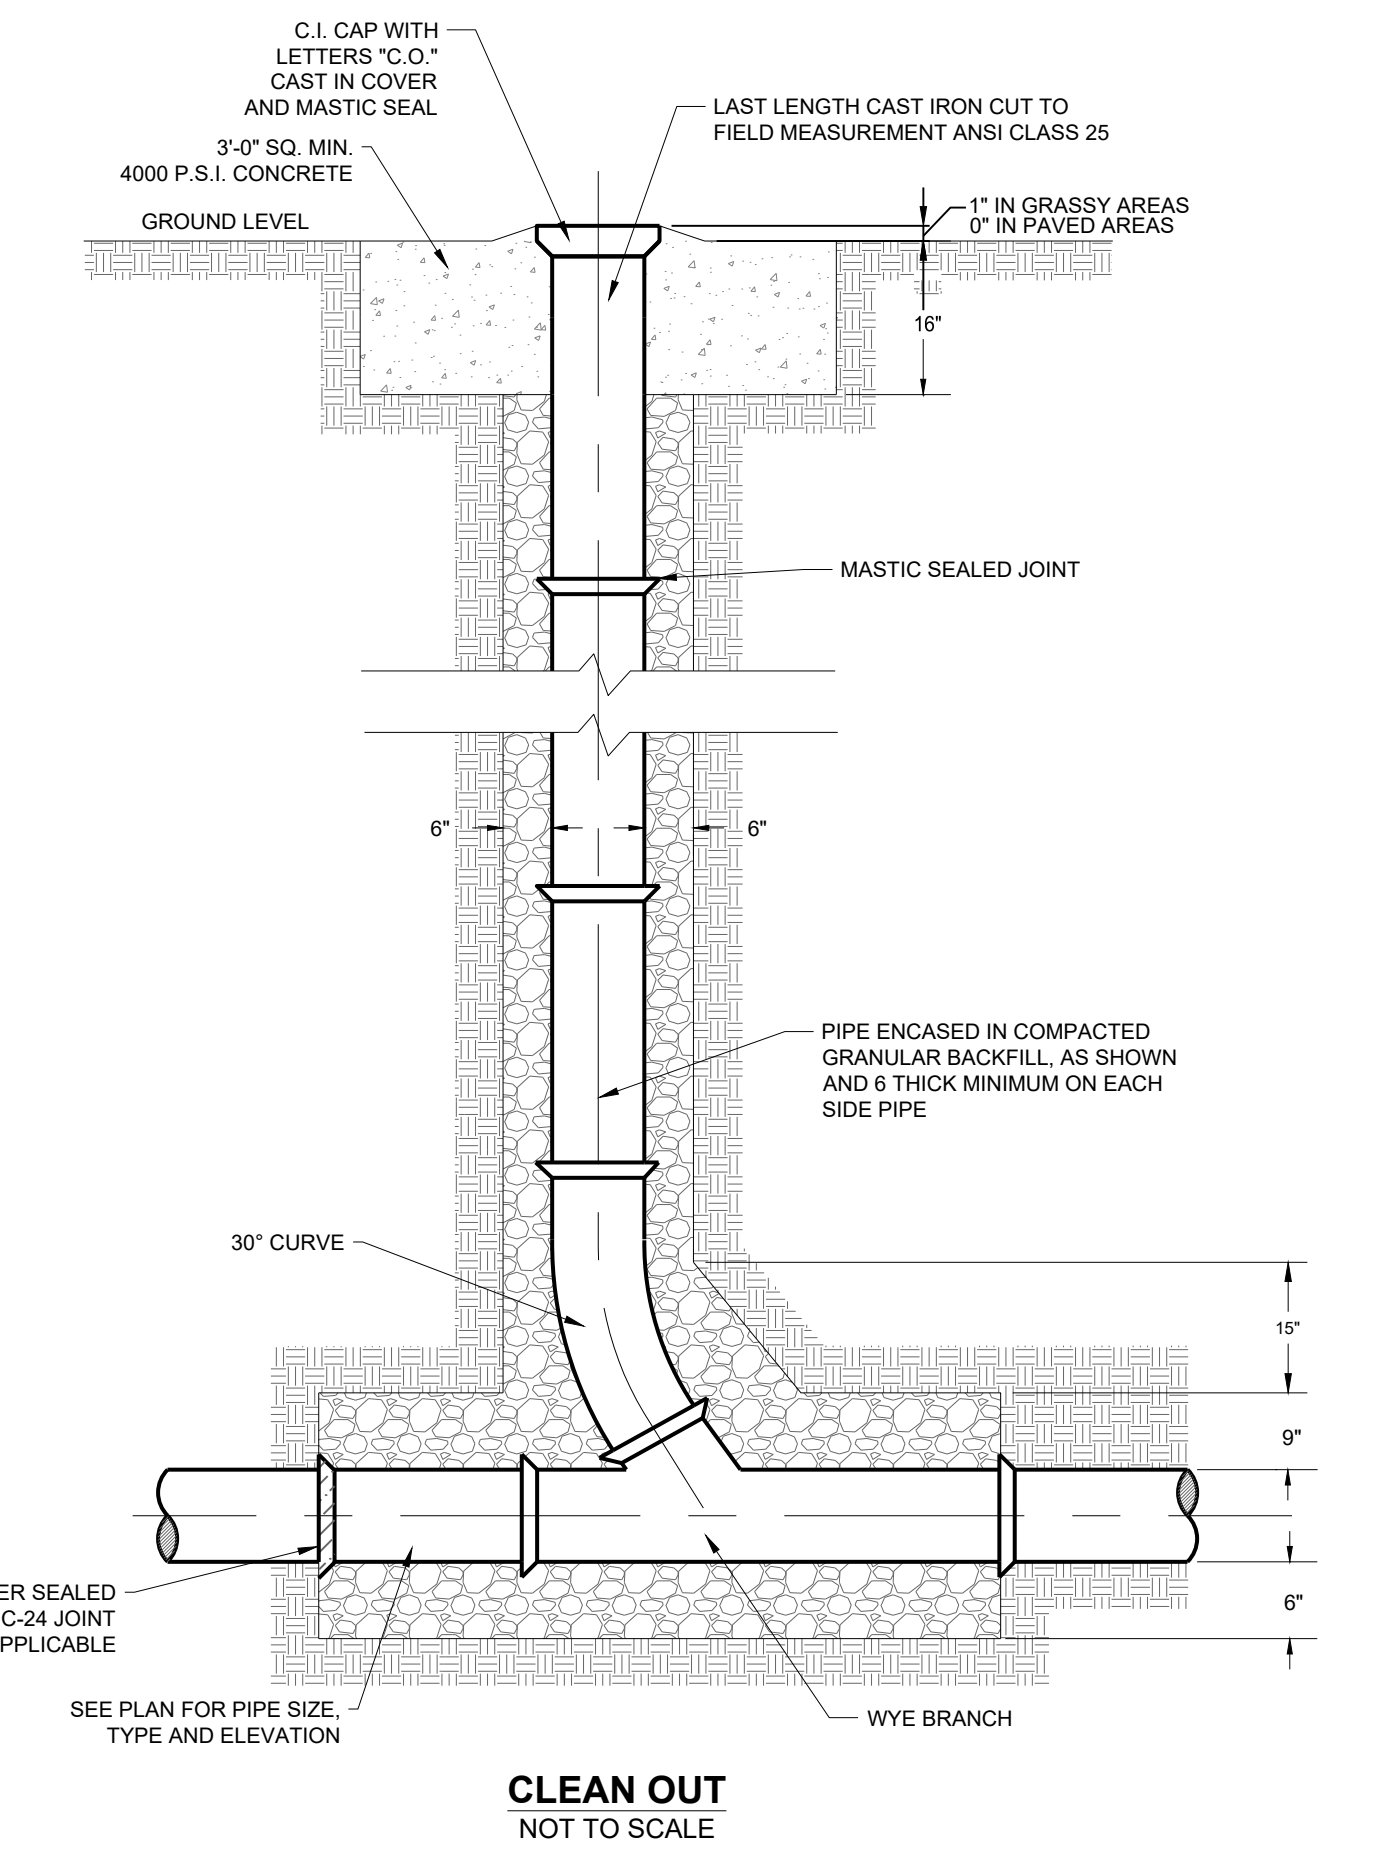 C.I. CAP WITH
LETTERS "C.O."
CAST IN COVER
AND MASTIC SEAL
LAST LENGTH CAST IRON CUT TO
FIELD MEASUREMENT ANSI CLASS 25
3'-0" SQ. MIN.
4000 P.S.I. CONCRETE
GROUND LEVEL
1" IN GRASSY AREAS
0" IN PAVED AREAS
16"
MASTIC SEALED JOINT
6"
6"
PIPE ENCASED IN COMPACTED
GRANULAR BACKFILL, AS SHOWN
AND 6 THICK MINIMUM ON EACH
SIDE PIPE
30° CURVE
15"
9"
6"
SEALED
C-24 JOINT
SEE PLAN FOR PIPE SIZE,
TYPE AND ELEVATION
WYE BRANCH
CLEAN OUT
NOT TO SCALE